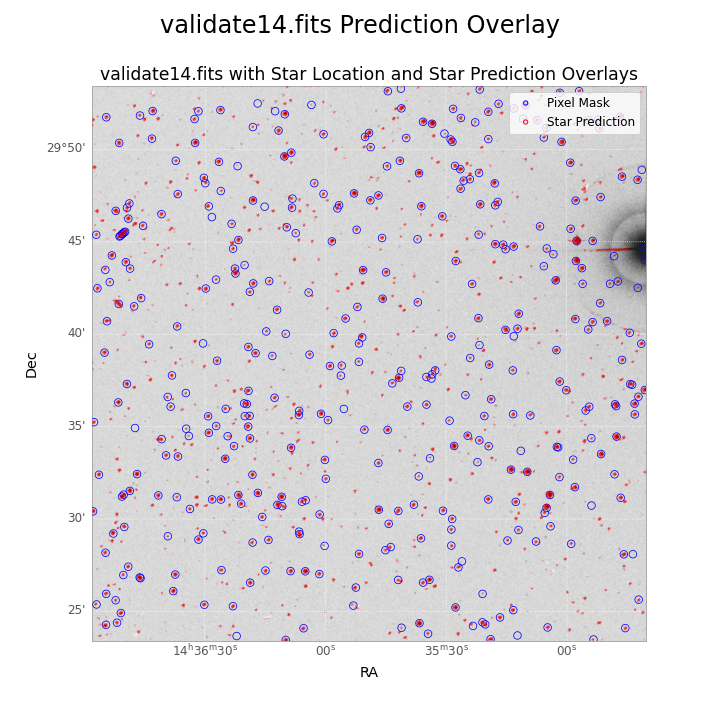 validate14.fits Prediction Overlay
validate14.fits with Star Location and Star Prediction Overlays
Pixel Mask
Star Prediction
29°50'
45'
40'
35'
30'
25'
Dec
14ʰ36ᵐ30ˢ
00ˢ
35ᵐ30ˢ
00ˢ
RA